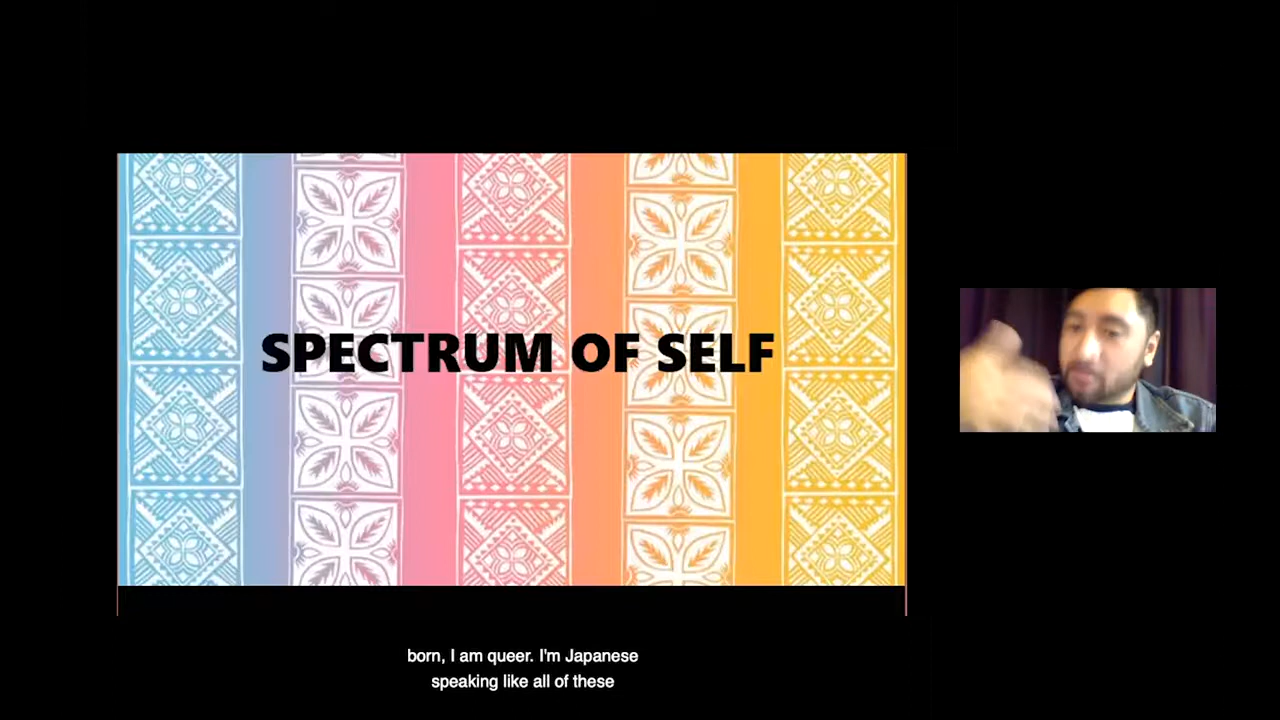 SPECTRUM OF SELF
born, I am queer. I'm Japanese
speaking like all of these